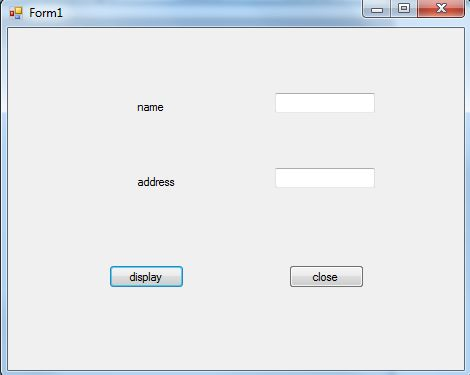 Form1
name
address
display close